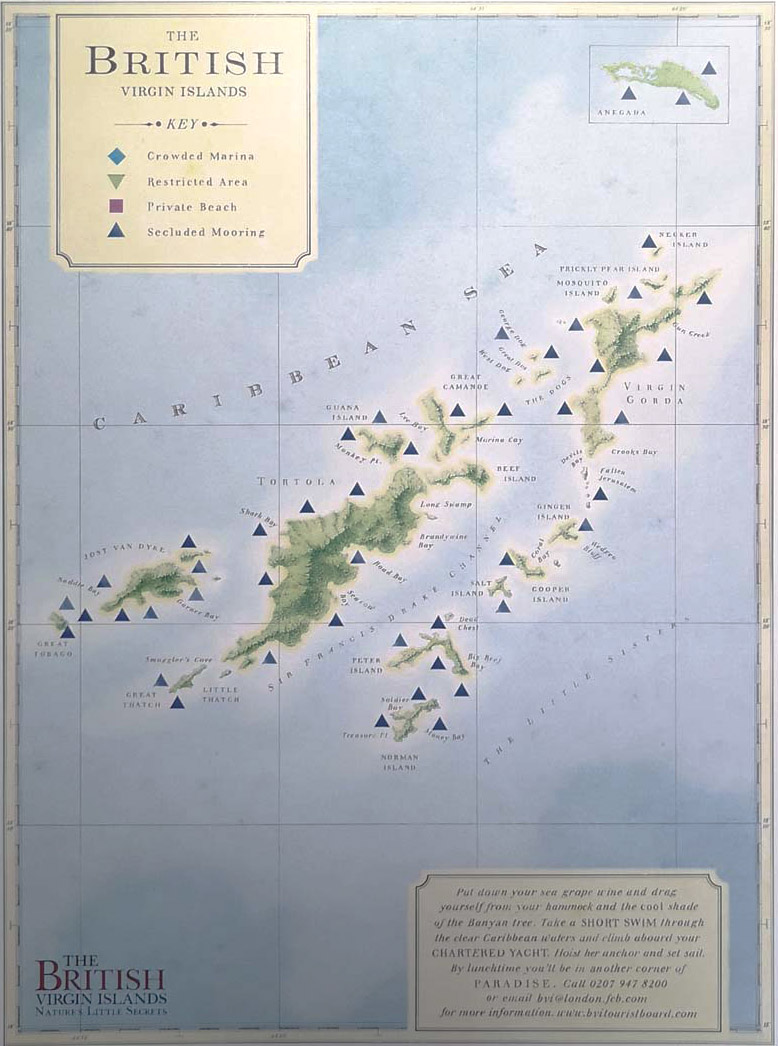 THE
BRITISH
VIRGIN ISLANDS
KEY
Crowded Marina
Restricted Area
Private Beach
Secluded Mooring
ANEGADA
NECKER
ISLAND
PRICKLY PEAR ISLAND
MOSQUITO
ISLAND
Gun Creek
CARIBBEAN SEA
George Dog
Great Dog
West Dog
THE DOGS
VIRGIN
GORDA
GREAT
CAMANOE
GUANA
ISLAND
Lee Bay
Monkey Pt.
Marina Cay
Crooks Bay
Devils
Bay
Fallen
Jerusalem
TORTOLA
BEEF
ISLAND
Long Swamp
Shark Bay
Brandywine
Bay
GINGER
ISLAND
Wedgeo
Bluff
Coral
Bay
JOST VAN DYKE
Road Bay
SALT
ISLAND
COOPER
ISLAND
Saddle Bay
Garner Bay
Seacow
Bay
SIR FRANCIS DRAKE CHANNEL
Dead
Chest
GREAT
TOBAGO
THE LITTLE SISTERS
Smuggler's Cove
PETER
ISLAND
Big Reef
Bay
GREAT
THATCH
LITTLE
THATCH
Soldier
Bay
Treasure Pt.
Money Bay
NORMAN
ISLAND
Put down your sea grape wine and drag
yourself from your hammock and the cool shade
of the Banyan tree. Take a SHORT SWIM through
the clear Caribbean waters and climb aboard your
CHARTERED YACHT. Hoist her anchor and set sail.
By lunchtime you'll be in another corner of
PARADISE. Call 0207 947 8200
or email bvi@london.fcb.com
for more information. www.bvitouristboard.com
THE
BRITISH
VIRGIN ISLANDS
NATURE'S LITTLE SECRETS